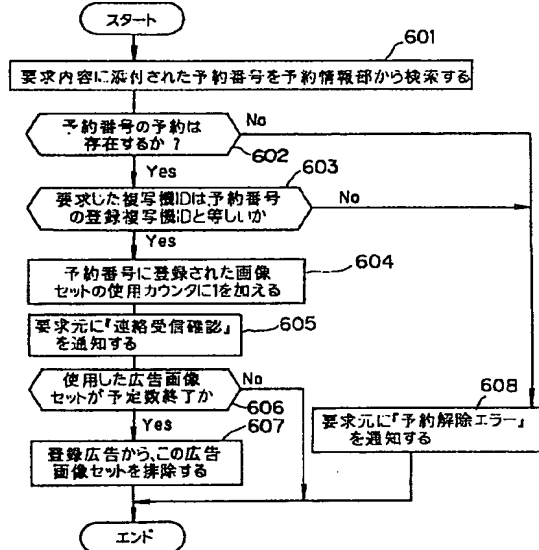 スタート
601
要求内容に添付された予約番号を予約情報部から検索する
予約番号の予約は
存在するか?
No
602
Yes
603
要求した複写機IDは予約番号
の登録複写機IDと等しいか
No
Yes
604
予約番号に登録された画像
セットの使用カウンタに1を加える
605
要求元に『連絡受信確認』
を通知する
使用した広告画像
セットが予定数終了か
No
606
Yes
607
登録広告から、この広告
画像セットを排除する
608
要求元に『予約解除エラー』
を通知する
エンド